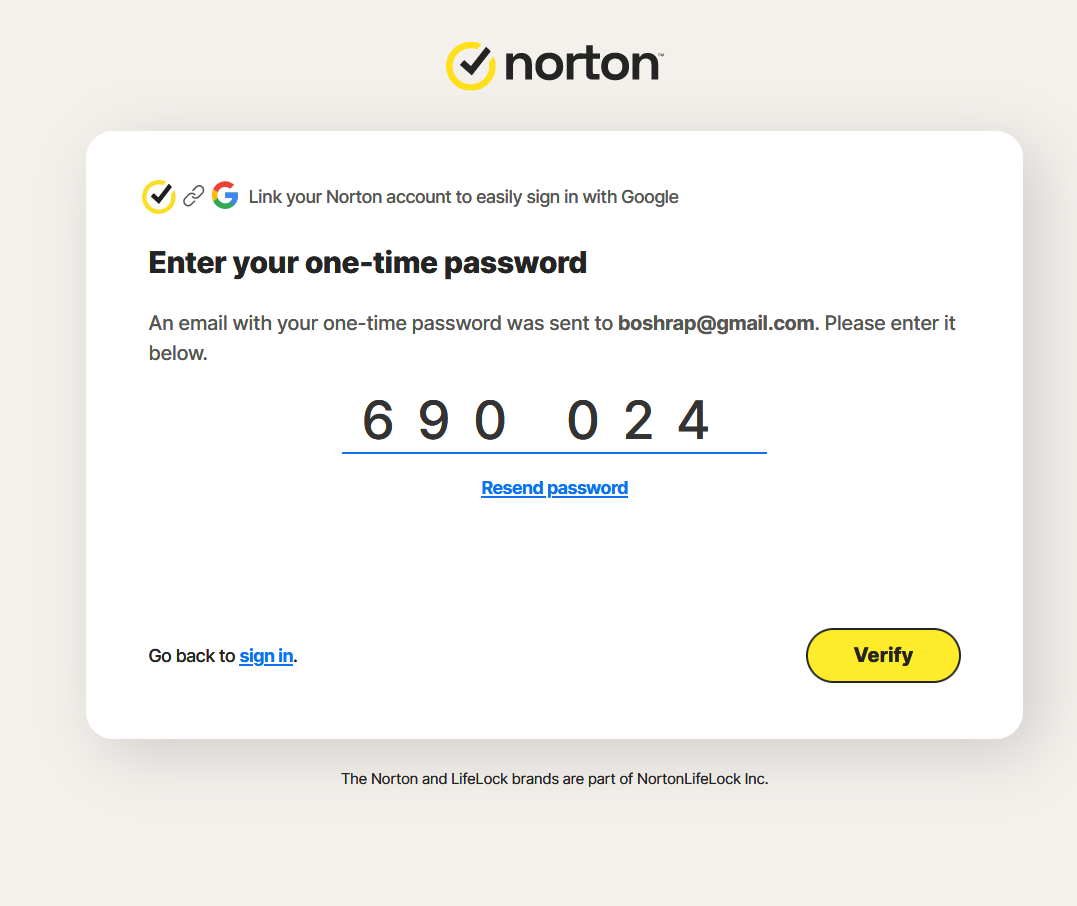 norton™
Link your Norton account to easily sign in with Google
Enter your one-time password
An email with your one-time password was sent to boshrap@gmail.com. Please enter it
below.
690 024
Resend password
Go back to sign in.
Verify
The Norton and LifeLock brands are part of NortonLifeLock Inc.